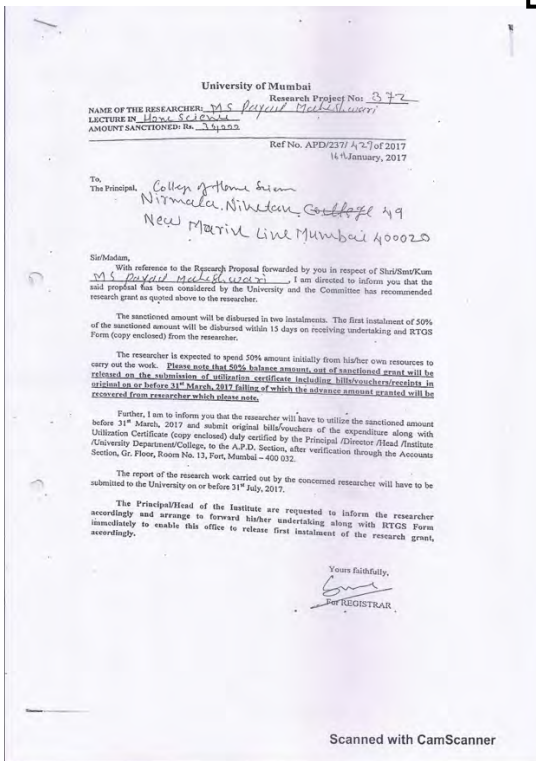 University of Mumbai
Research Project No: 372
NAME OF THE RESEARCHER: MS Payal Maheshwari
LECTURE IN Home Science
AMOUNT SANCTIONED: Rs.
Ref No. APD/237/429 of 2017
16th January, 2017
To,
The Principal, College of Home Scien
Nirmala Niketan College 49
New Marin Line Mumbai 400020
Sir/Madam,
With reference to the Research Proposal forwarded by you in respect of Shri/Smt/Kum
MS Payal Maheshwari, I am directed to inform you that the
said proposal has been considered by the University and the Committee has recommended
research grant as quoted above to the researcher.
The sanctioned amount will be disbursed in two instalments. The first instalment of 50%
of the sanctioned amount will be disbursed within 15 days on receiving undertaking and RTGS
Form (copy enclosed) from the researcher.
The researcher is expected to spend 50% amount initially from his/her own resources to
carry out the work. Please note that 50% balance amount, out of sanctioned grant will be
released on the submission of utilization certificate including bills/vouchers/receipts in
original on or before 31st March, 2017 failing of which the advance amount granted will be
recovered from researcher which please note.
Further, I am to inform you that the researcher will have to utilize the sanctioned amount
before 31st March, 2017 and submit original bills/vouchers of the expenditure along with
Utilization Certificate (copy enclosed) duly certified by the Principal /Director /Head /Institute
/University Department/College, to the A.P.D. Section, after verification through the Accounts
Section, Gr. Floor, Room No. 13, Fort, Mumbai – 400 032.
The report of the research work carried out by the concerned researcher will have to be
submitted to the University on or before 31st July, 2017.
The Principal/Head of the Institute are requested to inform the researcher
accordingly and arrange to forward his/her undertaking along with RTGS Form
immediately to enable this office to release first instalment of the research grant,
accordingly.
Yours faithfully,
For REGISTRAR
Scanned with CamScanner